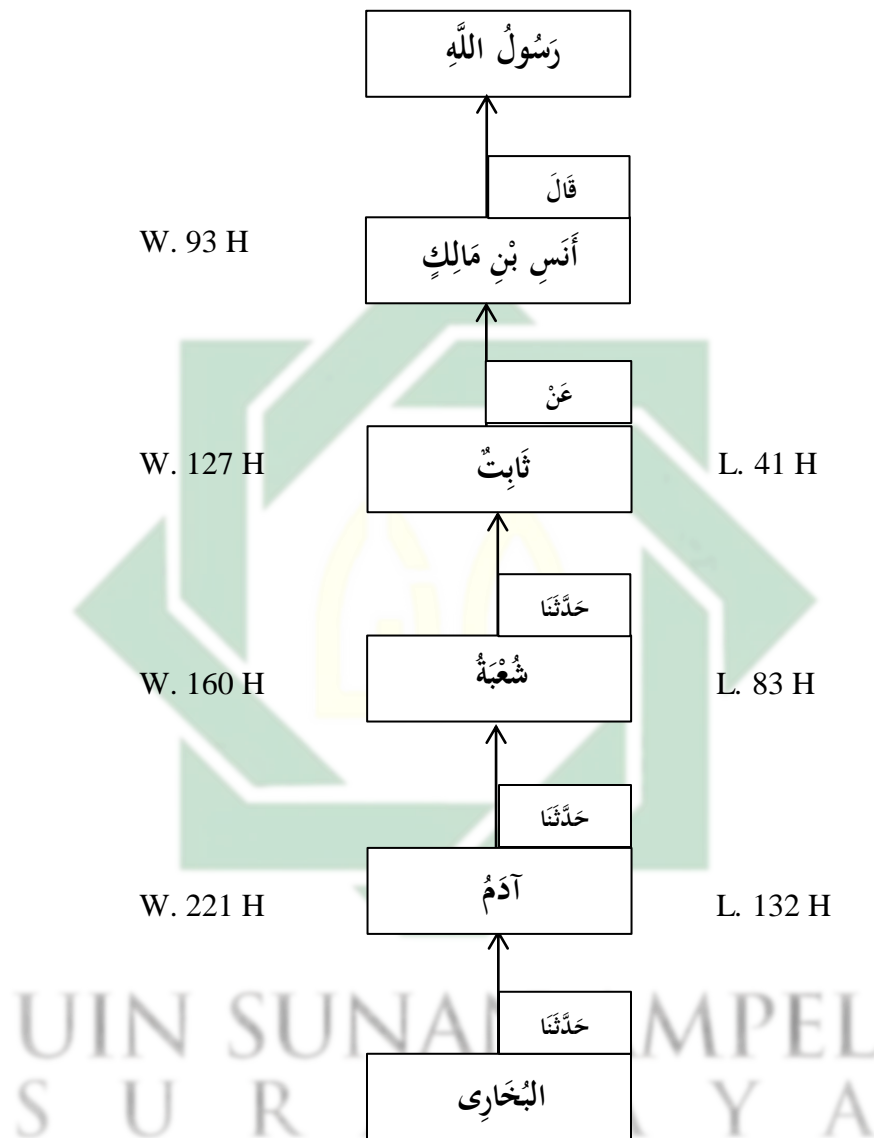 رَسُولُ اللَّهِ
قَالَ
W. 93 H
أَنَسِ بْنِ مَالِكٍ
عَنْ
W. 127 H
ثَابِتٌ
L. 41 H
حَدَّثَنَا
W. 160 H
شُعْبَةُ
L. 83 H
حَدَّثَنَا
W. 221 H
آدَمُ
L. 132 H
حَدَّثَنَا
UIN SUNAN AMPEL
البُخَارِى
S U R A Y A